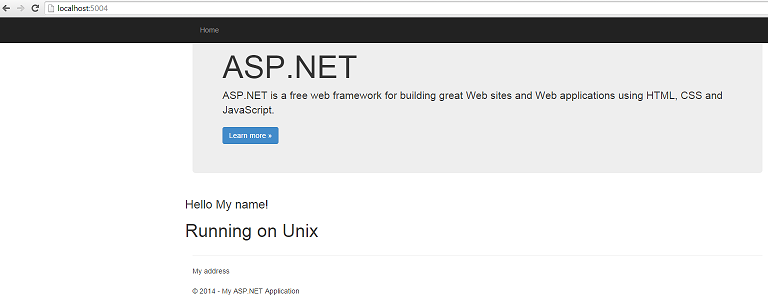 localhost:5004
Home
ASP.NET
ASP.NET is a free web framework for building great Web sites and Web applications using HTML, CSS and
JavaScript.
Learn more »
Hello My name!
Running on Unix
My address
© 2014 - My ASP.NET Application